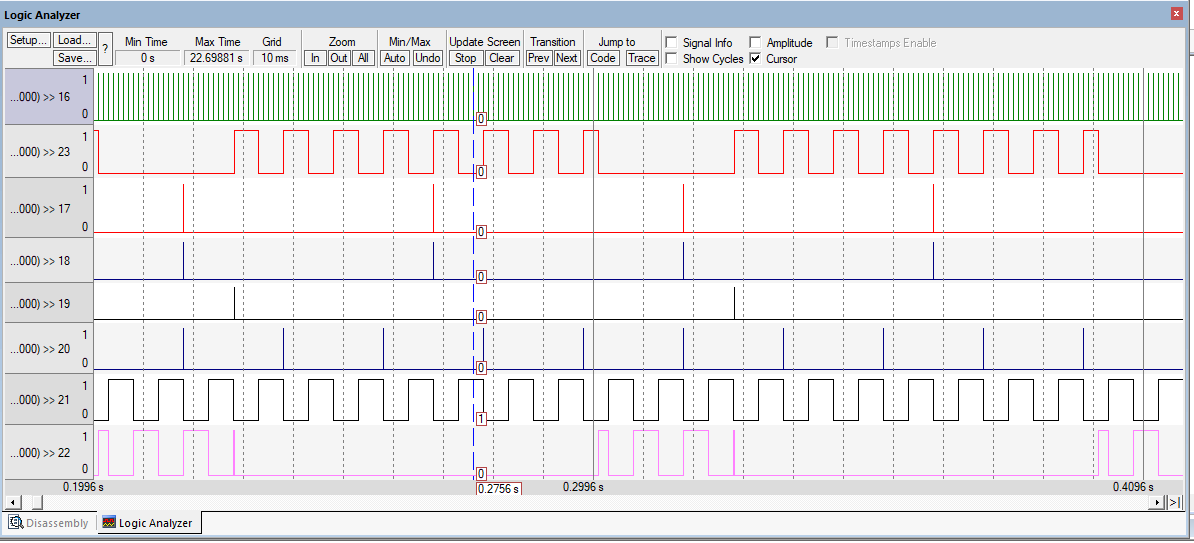 Logic Analyzer
Setup... Load... Save... ?
Min Time Max Time Grid Zoom Min/Max Update Screen Transition Jump to
0 s 22.69881 s 10 ms In Out All Auto Undo Stop Clear Prev Next Code Trace
Signal Info Amplitude Timestamps Enable
Show Cycles Cursor
1
...000) >> 16
0
0
1
...000) >> 23
0
0
1
...000) >> 17
0
0
...000) >> 18
0
...000) >> 19
0
1
...000) >> 20
0
0
1
...000) >> 21
0
1
1
...000) >> 22
0
0
0.1996 s 0.2756 s 0.2996 s 0.4096 s
Disassembly Logic Analyzer